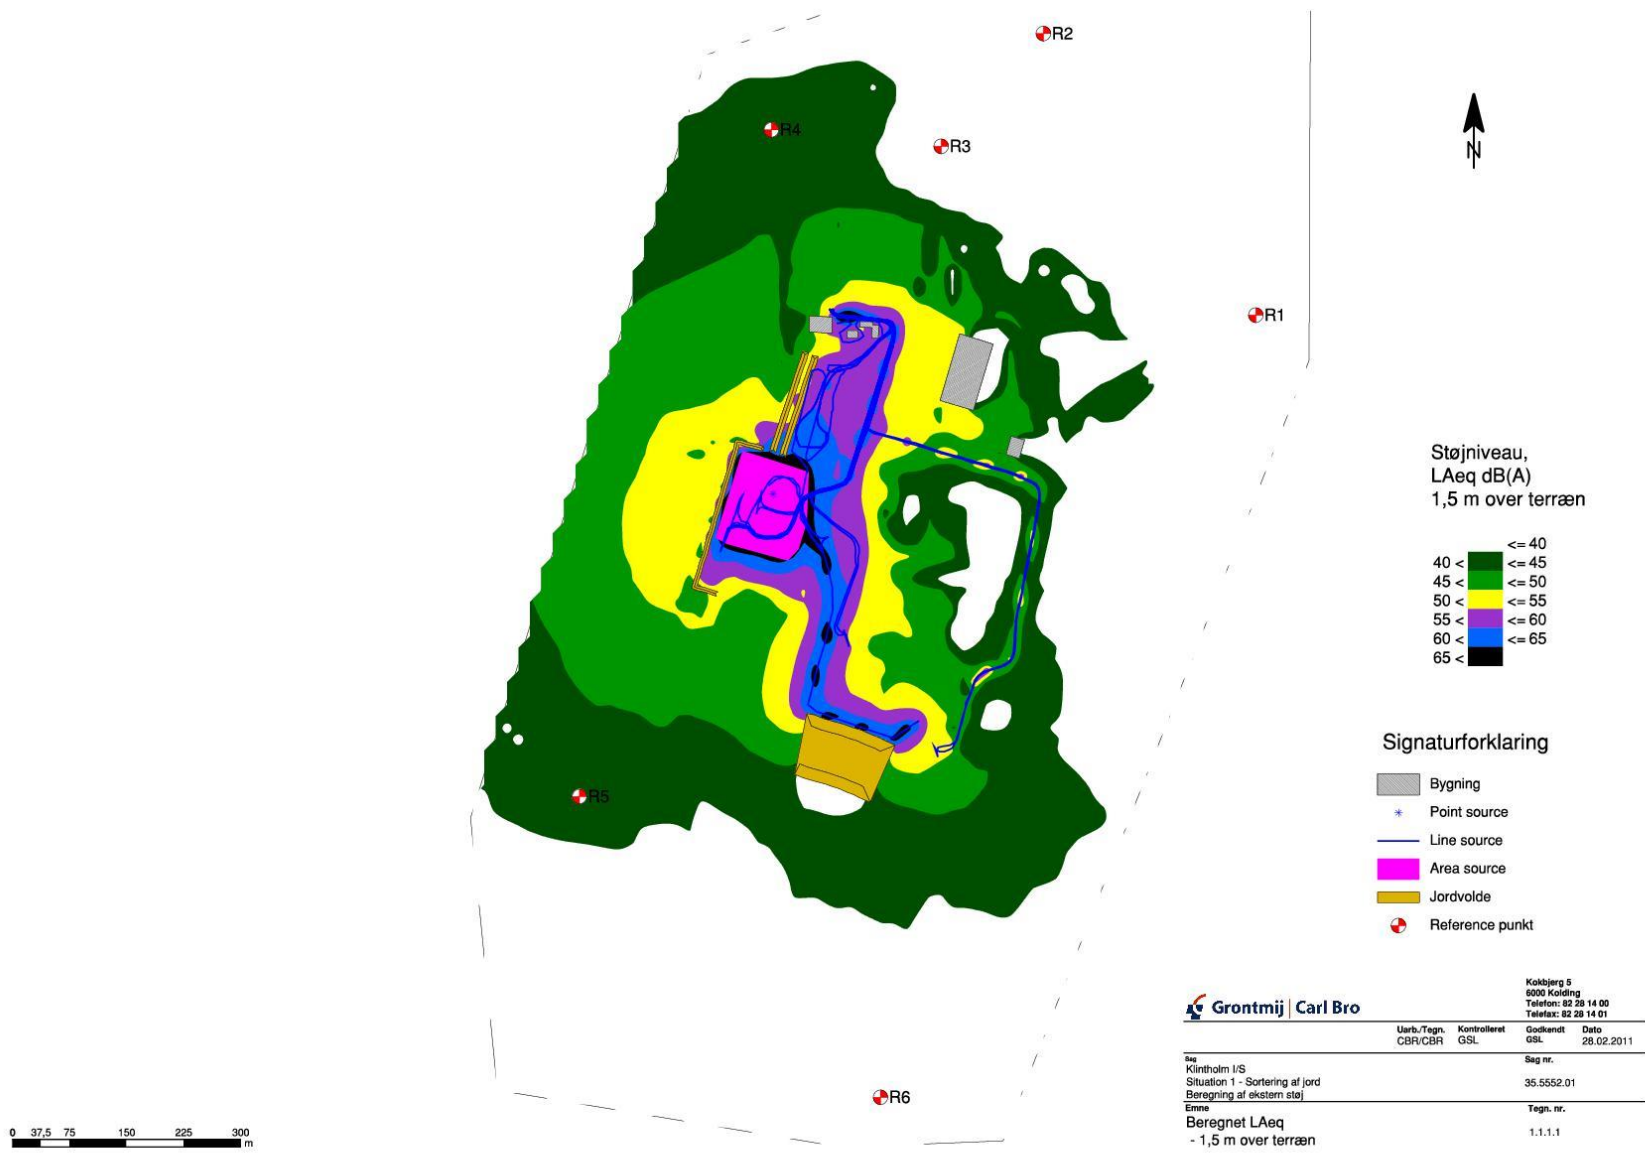 R2
R4
R3
N
R1
Støjniveau,
LAeq dB(A)
1,5 m over terræn
<= 40
40 < <= 45
45 < <= 50
50 < <= 55
55 < <= 60
60 < <= 65
65 <
Signaturforklaring
Bygning
Point source
Line source
Area source
Jordvolde
Reference punkt
R5
R6
0 37,5 75 150 225 300
m
Grontmij | Carl Bro
Kokbjerg 5
6000 Kolding
Telefon: 82 28 14 00
Telefax: 82 28 14 01
Uarb./Tegn. Kontrolleret Godkendt Dato
CBR/CBR GSL GSL 28.02.2011
Sag Sag nr.
Klintholm I/S
Situation 1 - Sortering af jord 35.5552.01
Beregning af ekstern støj
Emne Tegn. nr.
Beregnet LAeq
- 1,5 m over terræn 1.1.1.1